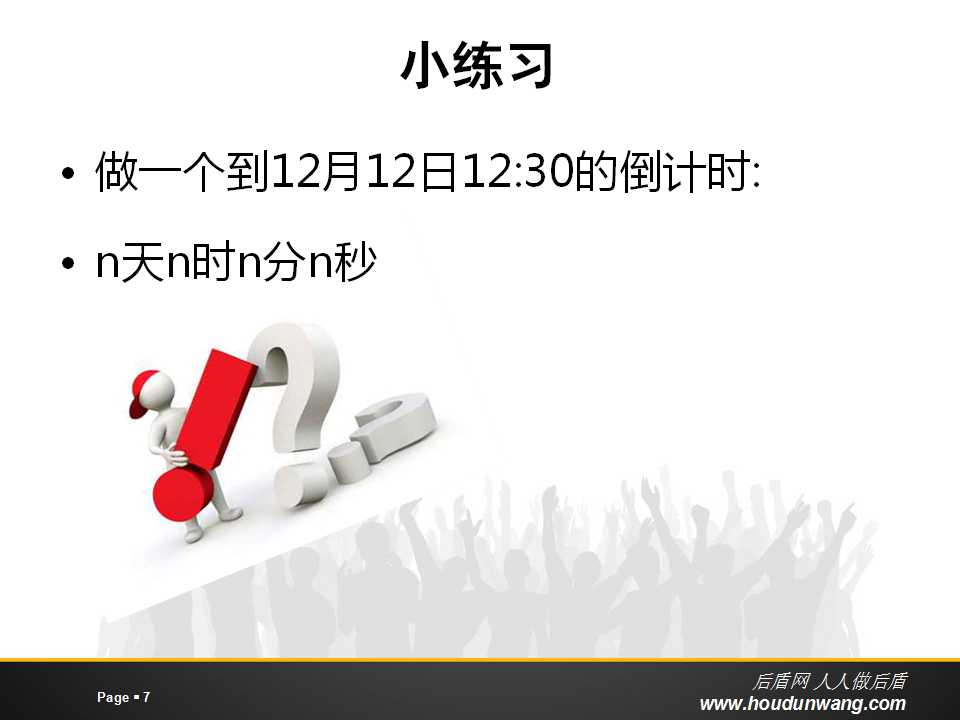 小练习
• 做一个到12月12日12:30的倒计时:
• n天n时n分n秒
Page ▪ 7
后盾网 人人做后盾
www.houdunwang.com